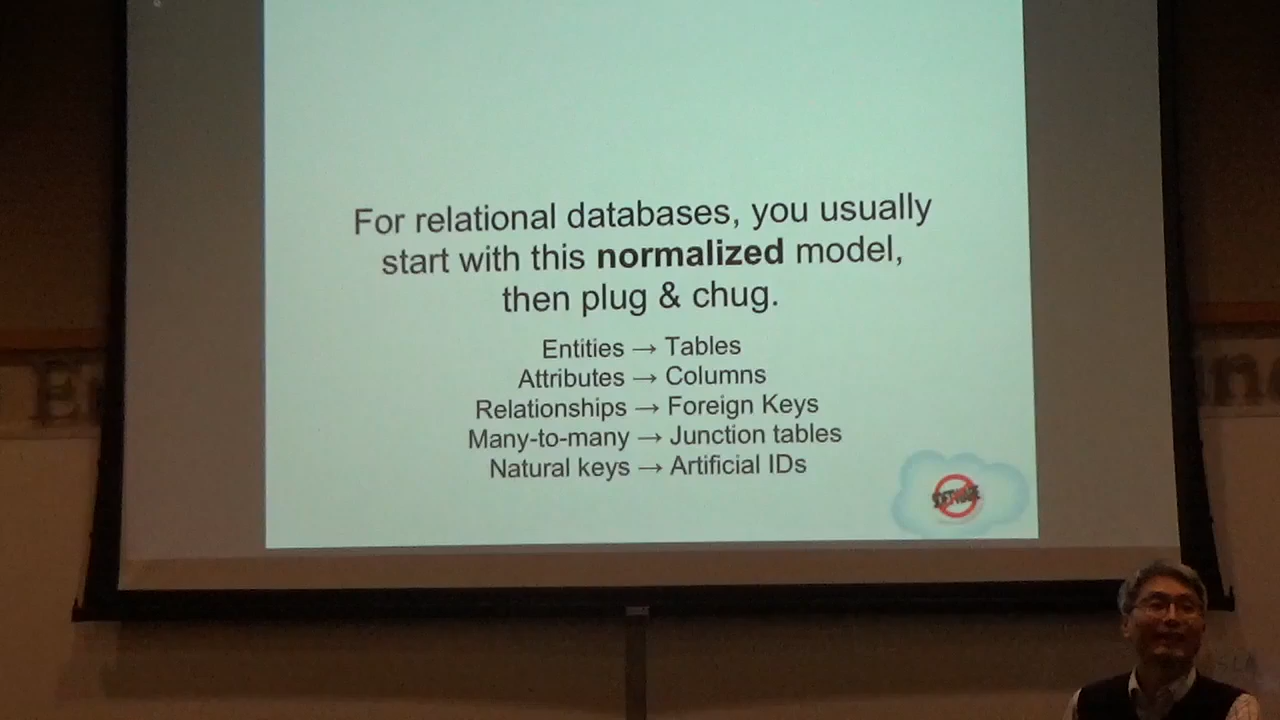 For relational databases, you usually
start with this normalized model,
then plug & chug.
Entities → Tables
Attributes → Columns
Relationships → Foreign Keys
Many-to-many → Junction tables
Natural keys → Artificial IDs